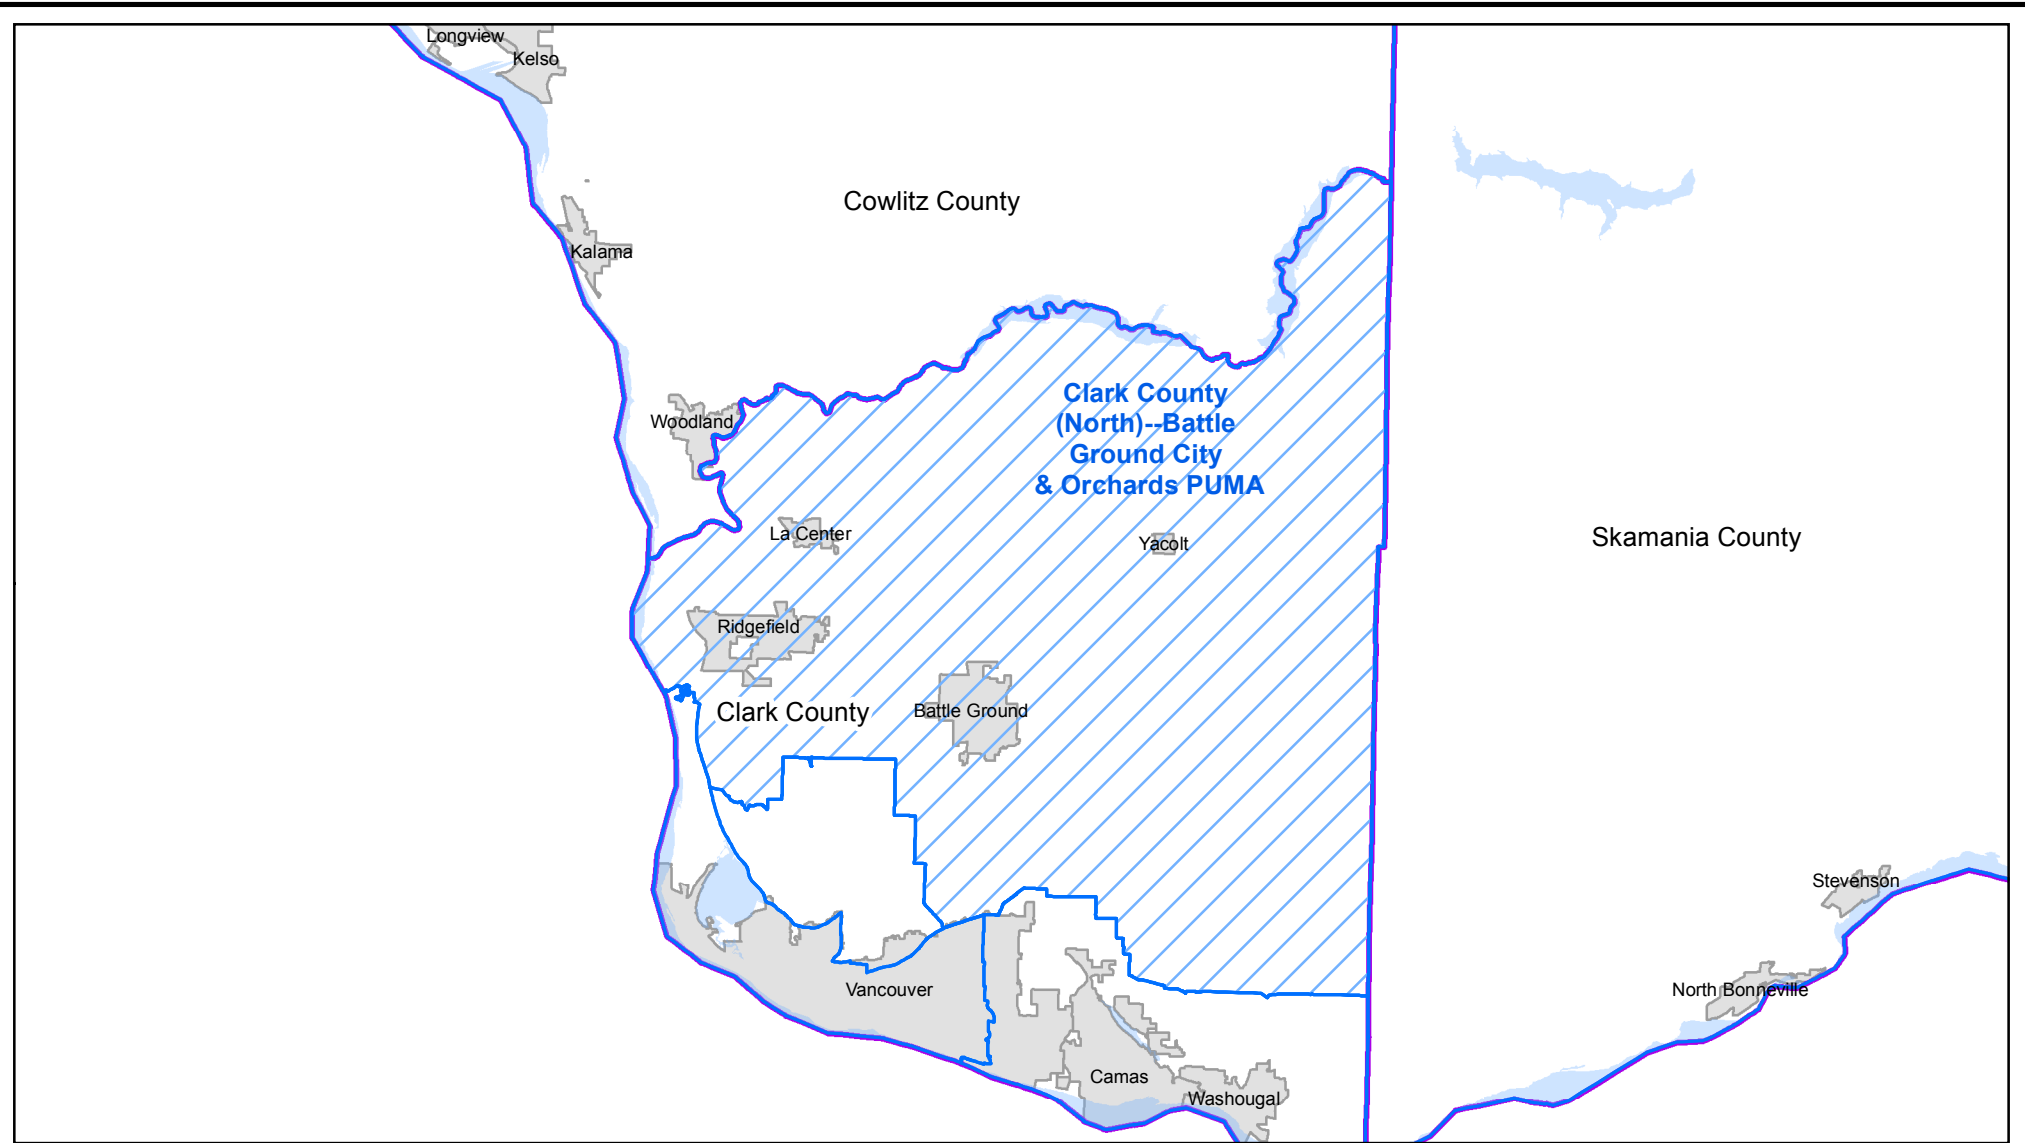 Longview
Kelso
Cowlitz County
Kalama
Clark County
(North)--Battle
Ground City
& Orchards PUMA
Woodland
La Center
Yacolt
Skamania County
Ridgefield
Clark County
Battle Ground
Stevenson
Vancouver
North Bonneville
Camas
Washougal